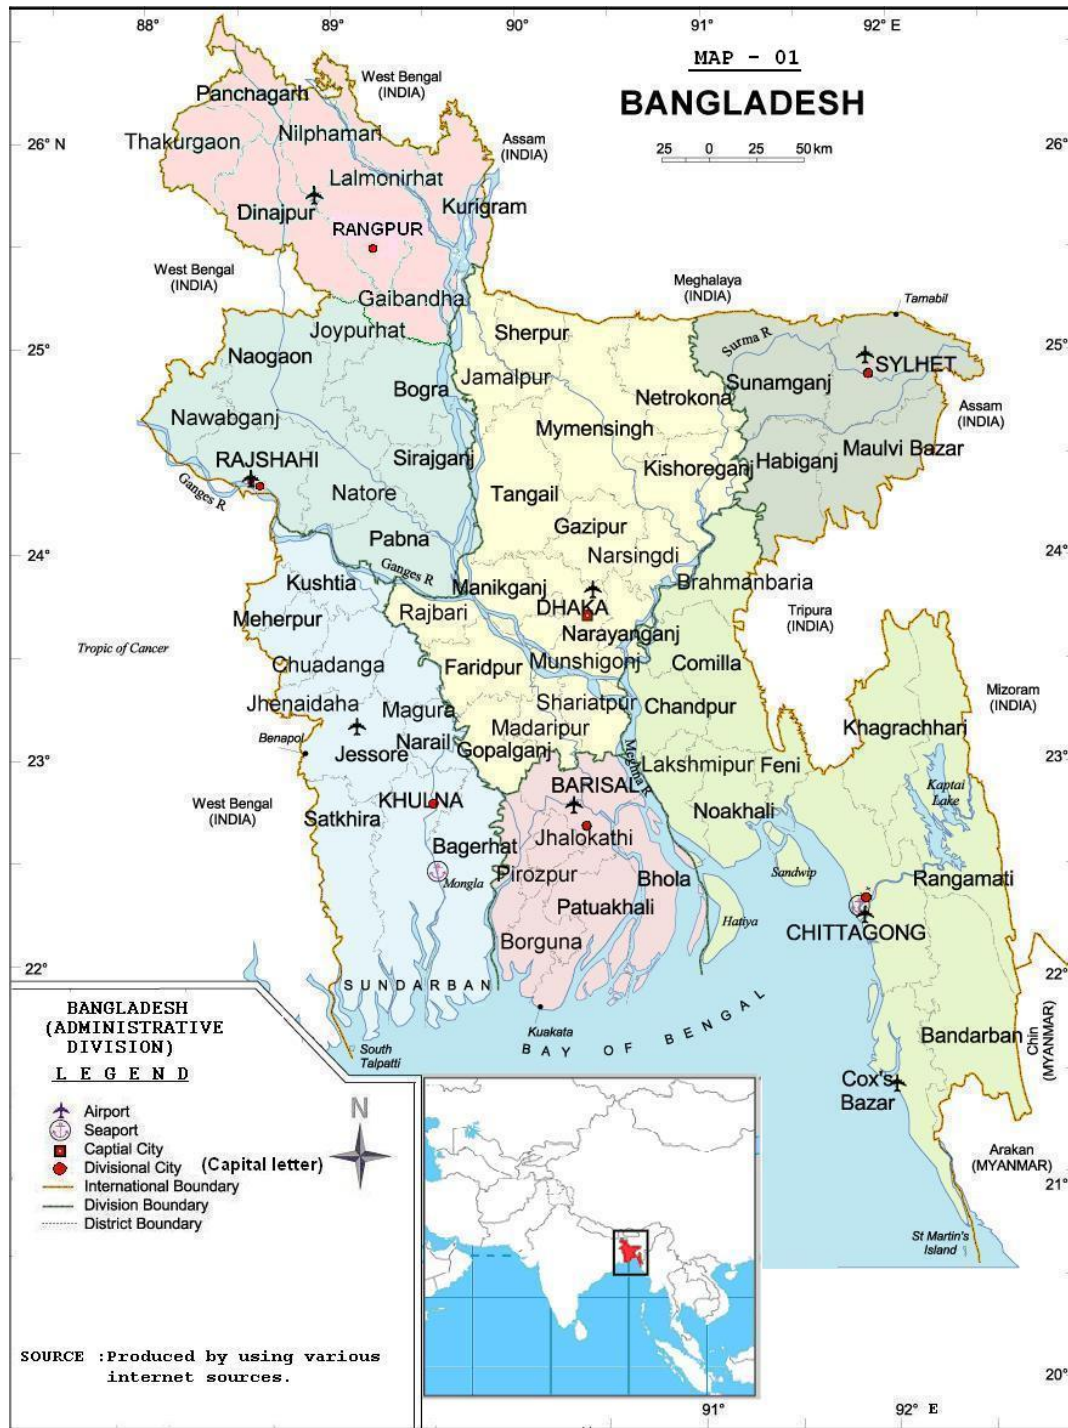 88°
89°
90°
91°
92° E
MAP - 01
BANGLADESH
25 0 25 50 km
West Bengal
(INDIA)
Panchagarh
Thakurgaon
Nilphamari
26° N
Assam
(INDIA)
26°
Lalmonirhat
Dinajpur
Kurigram
RANGPUR
West Bengal
(INDIA)
Meghalaya
(INDIA)
Tamabil
Gaibandha
Joypurhat
Sherpur
Surma R
25°
25°
Naogaon
SYLHET
Jamalpur
Sunamganj
Bogra
Netrokona
Nawabganj
Assam
(INDIA)
Mymensingh
Maulvi Bazar
RAJSHAHI
Sirajganj
Kishoreganj
Habiganj
Ganges R
Natore
Tangail
Gazipur
Pabna
24°
Narsingdi
24°
Ganges R
Kushtia
Manikganj
Brahmanbaria
DHAKA
Rajbari
Meherpur
Tripura
(INDIA)
Narayanganj
Tropic of Cancer
Chuadanga
Faridpur
Munshigonj
Comilla
Jhenaidaha
Magura
Shariatpur
Chandpur
Mizoram
(INDIA)
Khagrachhari
Madaripur
Benapol
Narail
Gopalganj
Jessore
Meghna R
23°
Lakshmipur
Feni
23°
BARISAL
Kaptai
Lake
West Bengal
(INDIA)
KHULNA
Satkhira
Noakhali
Jhalokathi
Bagerhat
Pirozpur
Mongla
Bhola
Sandwip
Rangamati
Patuakhali
Hatiya
CHITTAGONG
Borguna
22°
22°
SUNDARBAN
Kuakata
BAY OF BENGAL
Bandarban
Chin
(MYANMAR)
South
Talpatti
Cox's
Bazar
Arakan
(MYANMAR)
21°
St Martin's
Island
20°
91°
92° E
BANGLADESH
(ADMINISTRATIVE
DIVISION)
LEGEND
N
Airport
Seaport
Captial City
Divisional City (Capital letter)
International Boundary
Division Boundary
District Boundary
SOURCE :Produced by using various
internet sources.